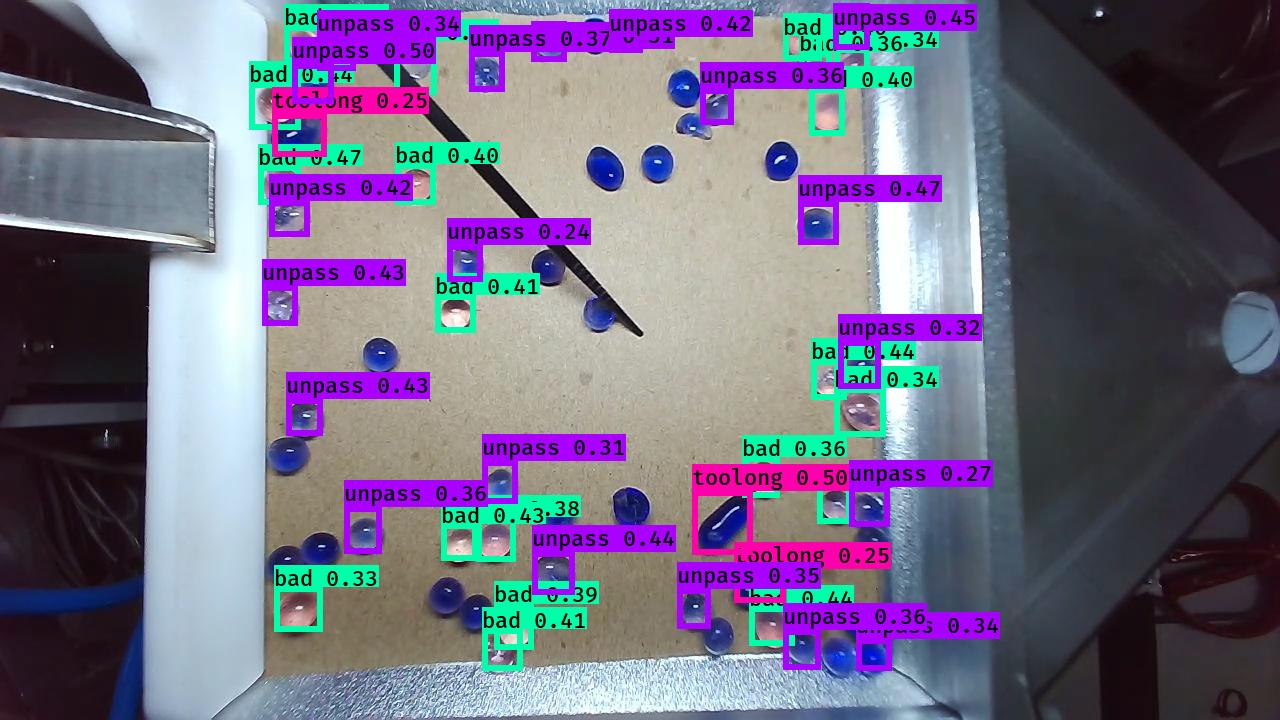 bad
unpass 0.34
unpass 0.42
unpass 0.45
unpass 0.37
bad
bad 0.36
0.34
unpass 0.50
bad 0.44
unpass 0.36
0.40
toolong 0.25
bad 0.47
bad 0.40
unpass 0.42
unpass 0.47
unpass 0.24
unpass 0.43
bad 0.41
unpass 0.32
bad 0.44
bad 0.34
unpass 0.43
unpass 0.31
bad 0.36
toolong 0.50
unpass 0.27
unpass 0.36
bad 0.43
.38
unpass 0.44
toolong 0.25
bad 0.33
unpass 0.35
bad 0.39
bad 0.44
bad 0.41
unpass 0.36
unpass 0.34